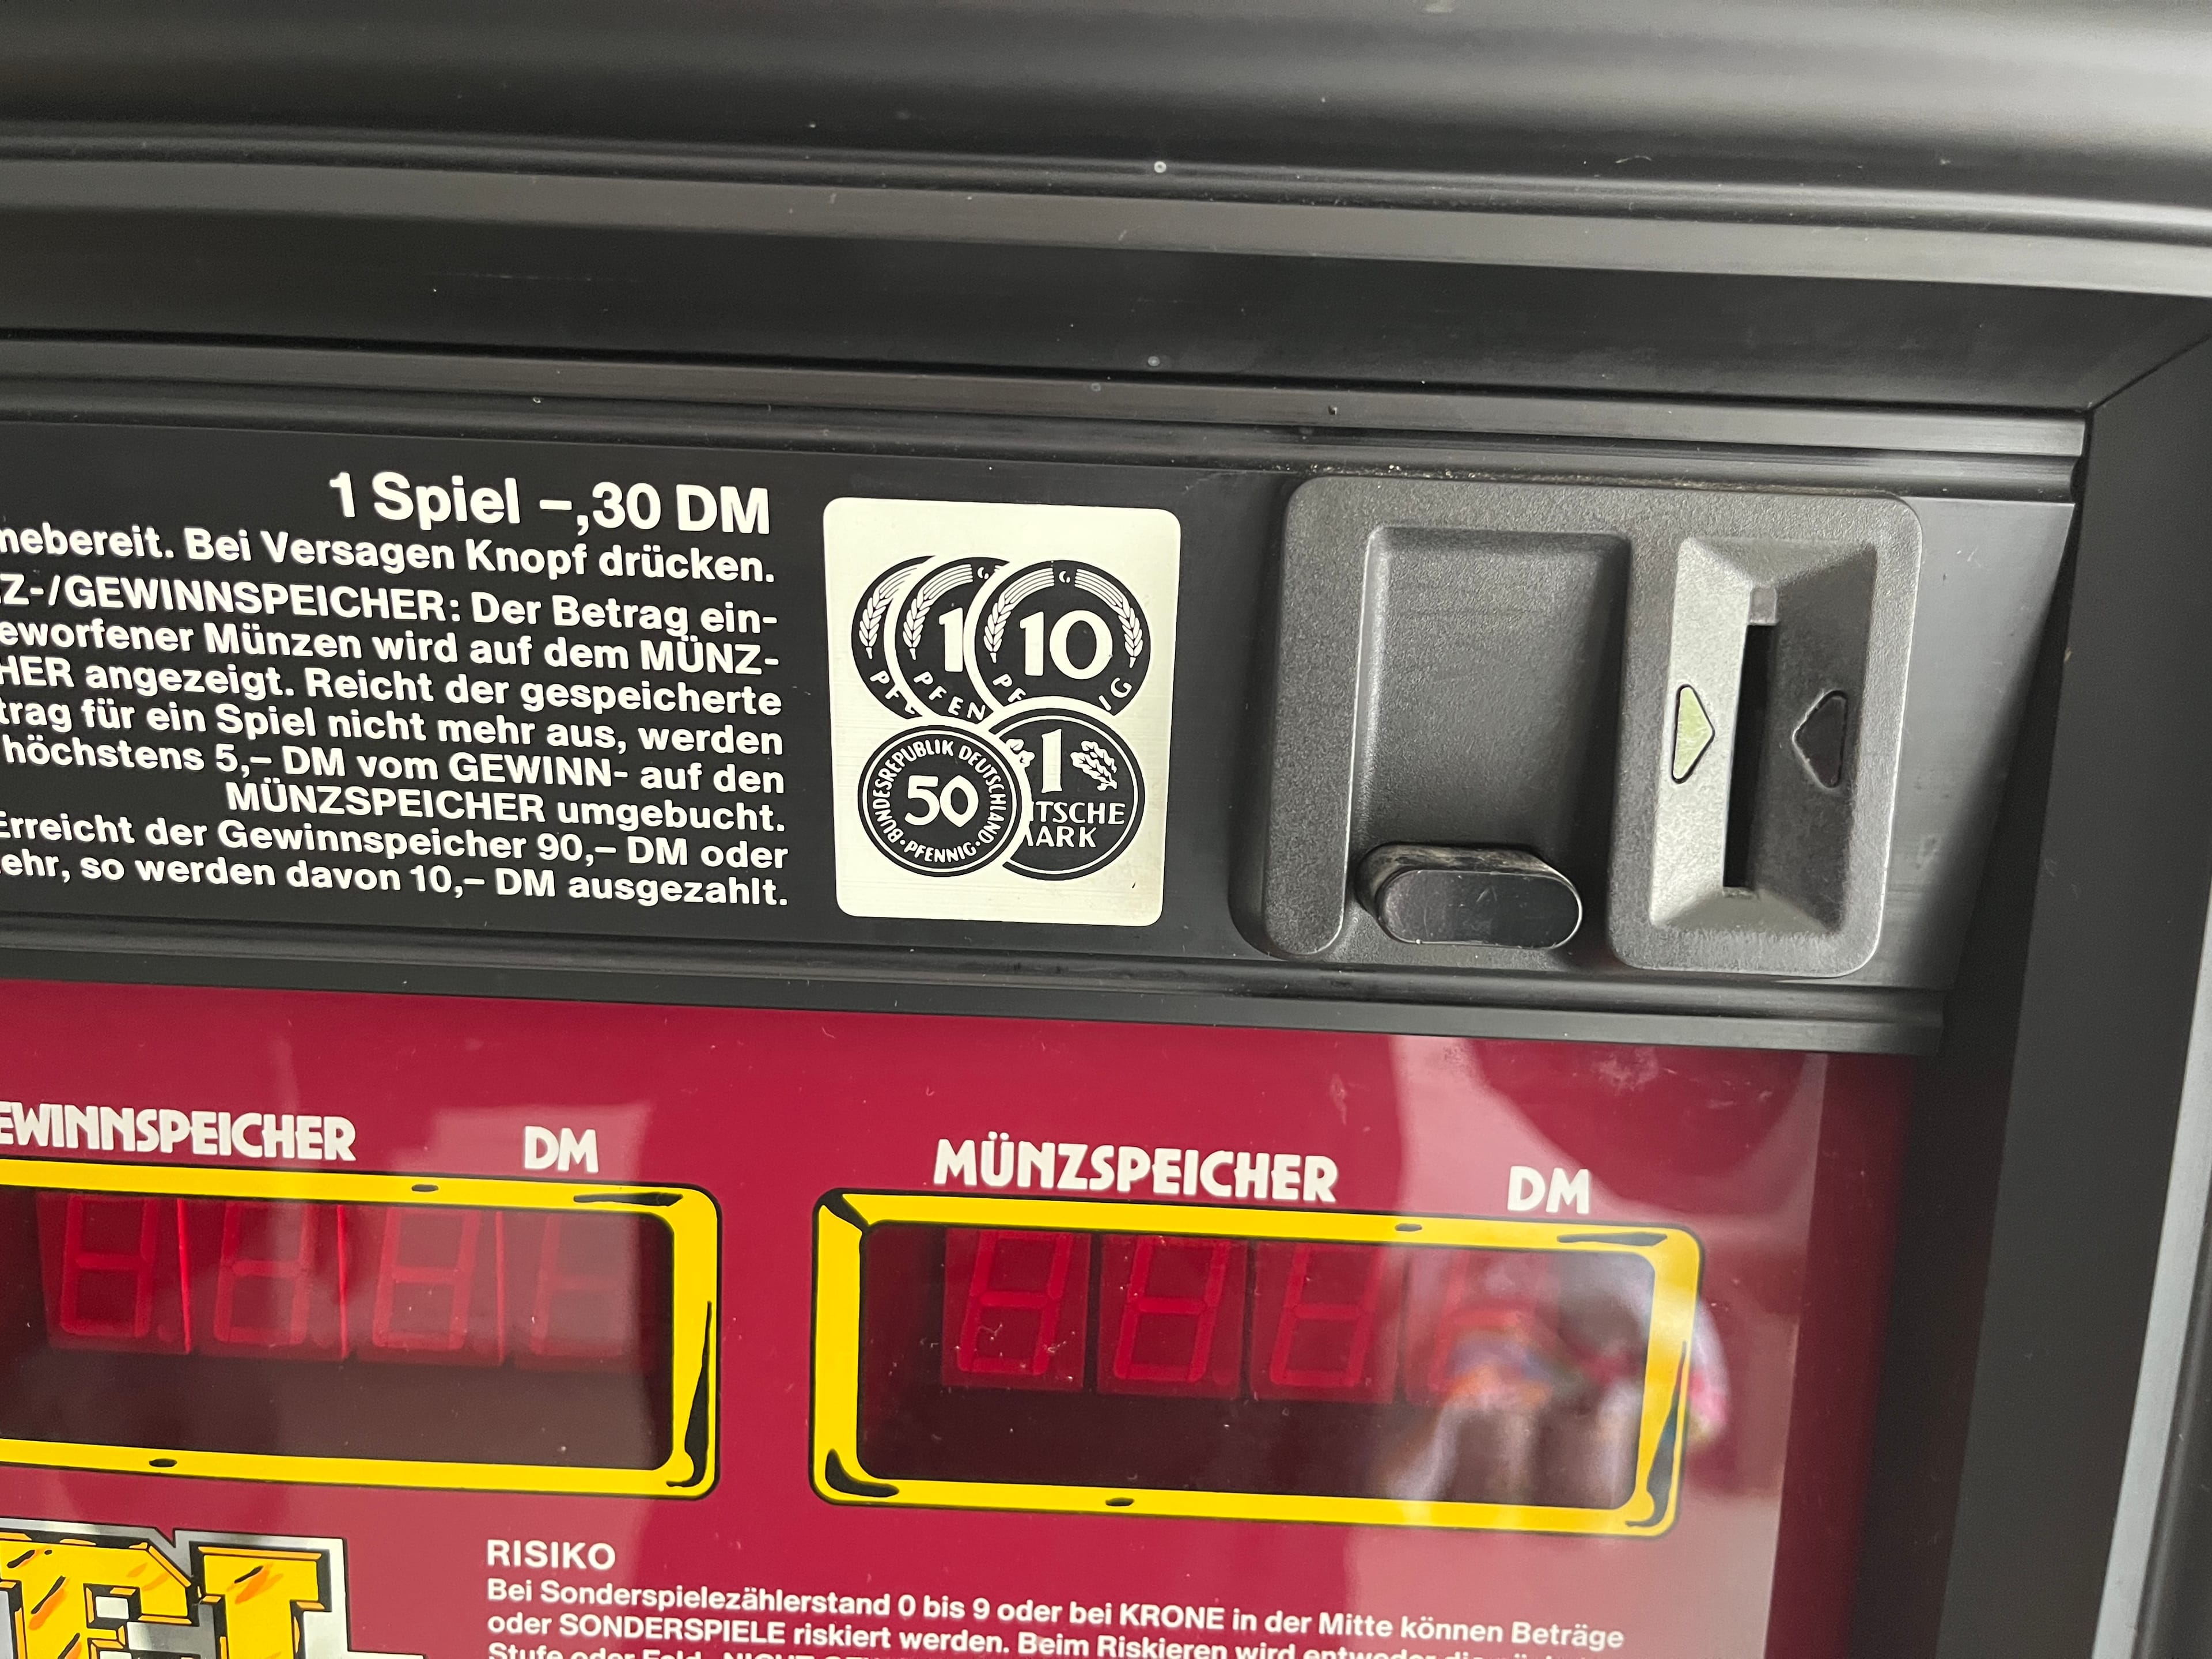 1 Spiel –,30 DM
Bei Versagen Knopf drücken.
Z-/GEWINNSPEICHER: Der Betrag ein-
eworfener Münzen wird auf dem MÜNZ-
HER angezeigt. Reicht der gespeicherte
trag für ein Spiel nicht mehr aus, werden
höchstens 5,– DM vom GEWINN- auf den
MÜNZSPEICHER umgebucht.
Erreicht der Gewinnspeicher 90,– DM oder
ehr, so werden davon 10,– DM ausgezahlt.
10
PFENNIG
BUNDESREPUBLIK DEUTSCHLAND
50
PFENNIG
1
TSCHE
ARK
EWINNSPEICHER DM
MÜNZSPEICHER DM
RISIKO
Bei Sonderspielezählerstand 0 bis 9 oder bei KRONE in der Mitte können Beträge
oder SONDERSPIELE riskiert werden. Beim Riskieren wird entweder